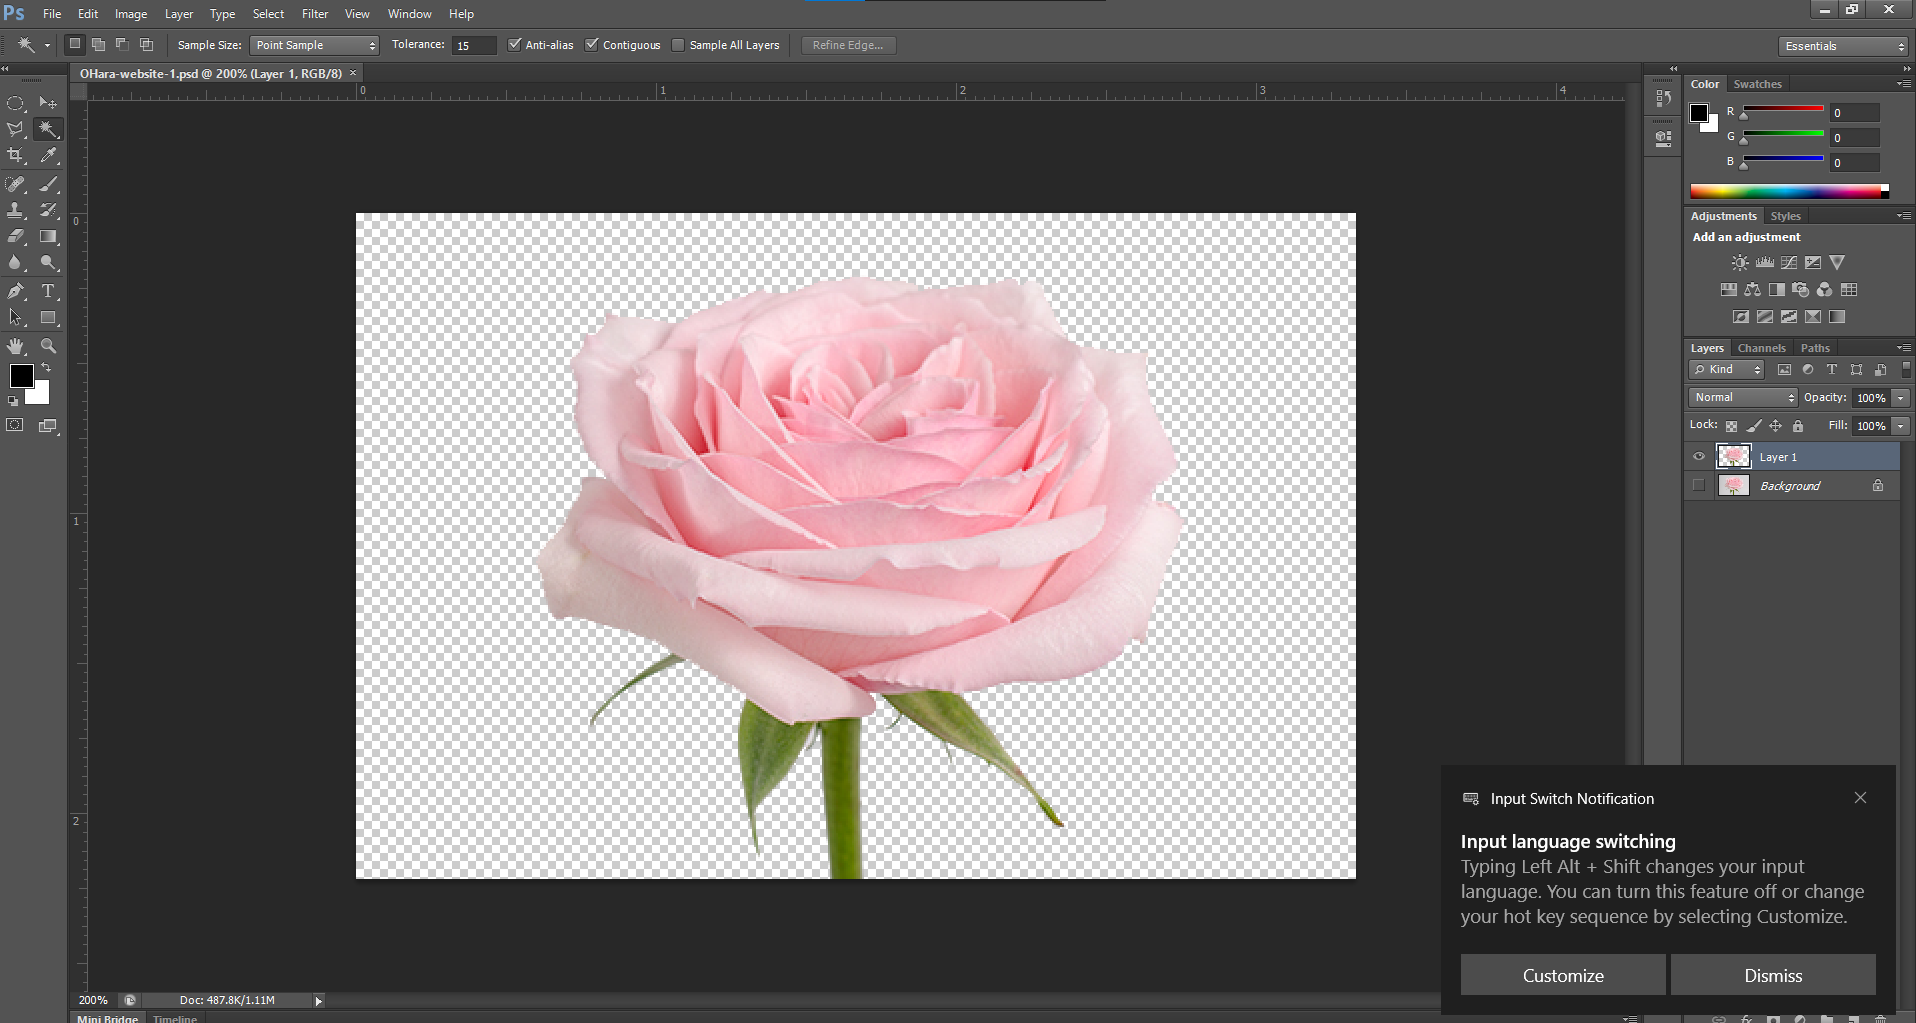 Ps File Edit Image Layer Type Select Filter View Window Help
Sample Size: Point Sample Tolerance: 15 Anti-alias Contiguous Sample All Layers Refine Edge... Essentials
OHara-website-1.psd @ 200% (Layer 1, RGB/8) ×
0 1 2 3 4
0
1
2
Color Swatches
R 0
G 0
B 0
Adjustments Styles
Add an adjustment
Layers Channels Paths
Kind
Normal Opacity: 100%
Lock: Fill: 100%
Layer 1
Background
Input Switch Notification
Input language switching
Typing Left Alt + Shift changes your input
language. You can turn this feature off or change
your hot key sequence by selecting Customize.
Customize Dismiss
200% Doc: 487.8K/1.11M
Mini Bridge Timeline